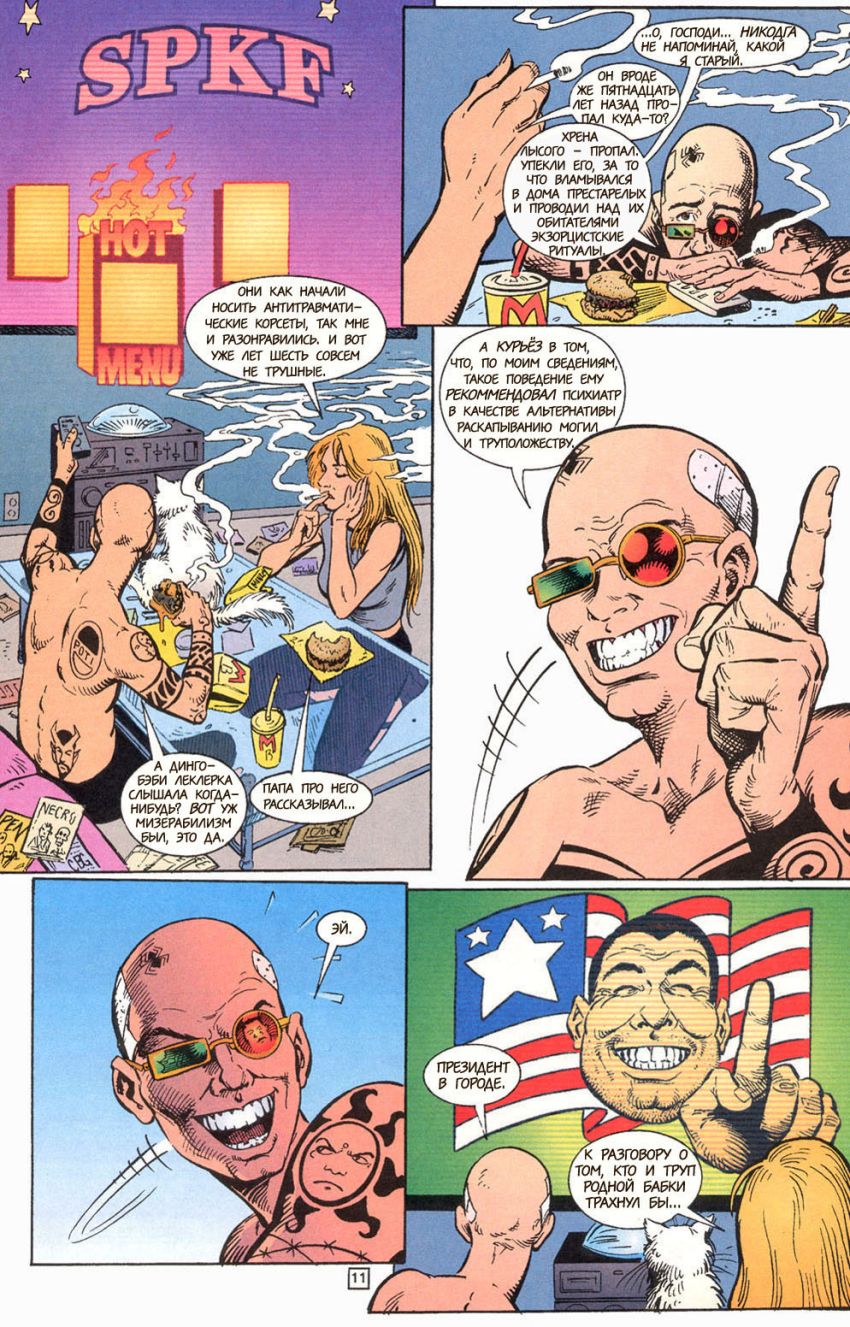 SPKF
HOT
MENU
ОНИ КАК НАЧАЛИ
НОСИТЬ АНТИТРАВМАТИ-
ЧЕСКИЕ КОРСЕТЫ, ТАК МНЕ
И РАЗОНРАВИЛИСЬ. И ВОТ
УЖЕ ЛЕТ ШЕСТЬ СОВСЕМ
НЕ ТРУШНЫЕ.
А ДИНГО-
БЭБИ ЛЕКЛЕРКА
СЛЫШАЛА КОГДА-
НИБУДЬ? ВОТ УЖ
МИЗЕРАБИЛИЗМ
БЫЛ, ЭТО ДА.
ПАПА ПРО НЕГО
РАССКАЗЫВАЛ...
M
M
NECRO
PEN
CBG
...О, ГОСПОДИ... НИКОДГА
НЕ НАПОМИНАЙ, КАКОЙ
Я СТАРЫЙ.
ОН ВРОДЕ
ЖЕ ПЯТНАДЦАТЬ
ЛЕТ НАЗАД ПРО-
ПАЛ КУДА-ТО?
ХРЕНА
ЛЫСОГО – ПРОПАЛ.
УПЕКЛИ ЕГО, ЗА ТО
ЧТО ВЛАМЫВАЛСЯ
В ДОМА ПРЕСТАРЕЛЫХ
И ПРОВОДИЛ НАД ИХ
ОБИТАТЕЛЯМИ
ЭКЗОРЦИСТСКИЕ
РИТУАЛЫ.
M
А КУРЬЁЗ В ТОМ,
ЧТО, ПО МОИМ СВЕДЕНИЯМ,
ТАКОЕ ПОВЕДЕНИЕ ЕМУ
РЕКОММЕНДОВАЛ ПСИХИАТР
В КАЧЕСТВЕ АЛЬТЕРНАТИВЫ
РАСКАПЫВАНИЮ МОГИЛ
И ТРУПОЛОЖЕСТВУ.
ЭЙ.
ПРЕЗИДЕНТ
В ГОРОДЕ.
К РАЗГОВОРУ О
ТОМ, КТО И ТРУП
РОДНОЙ БАБКИ
ТРАХНУЛ БЫ...
11